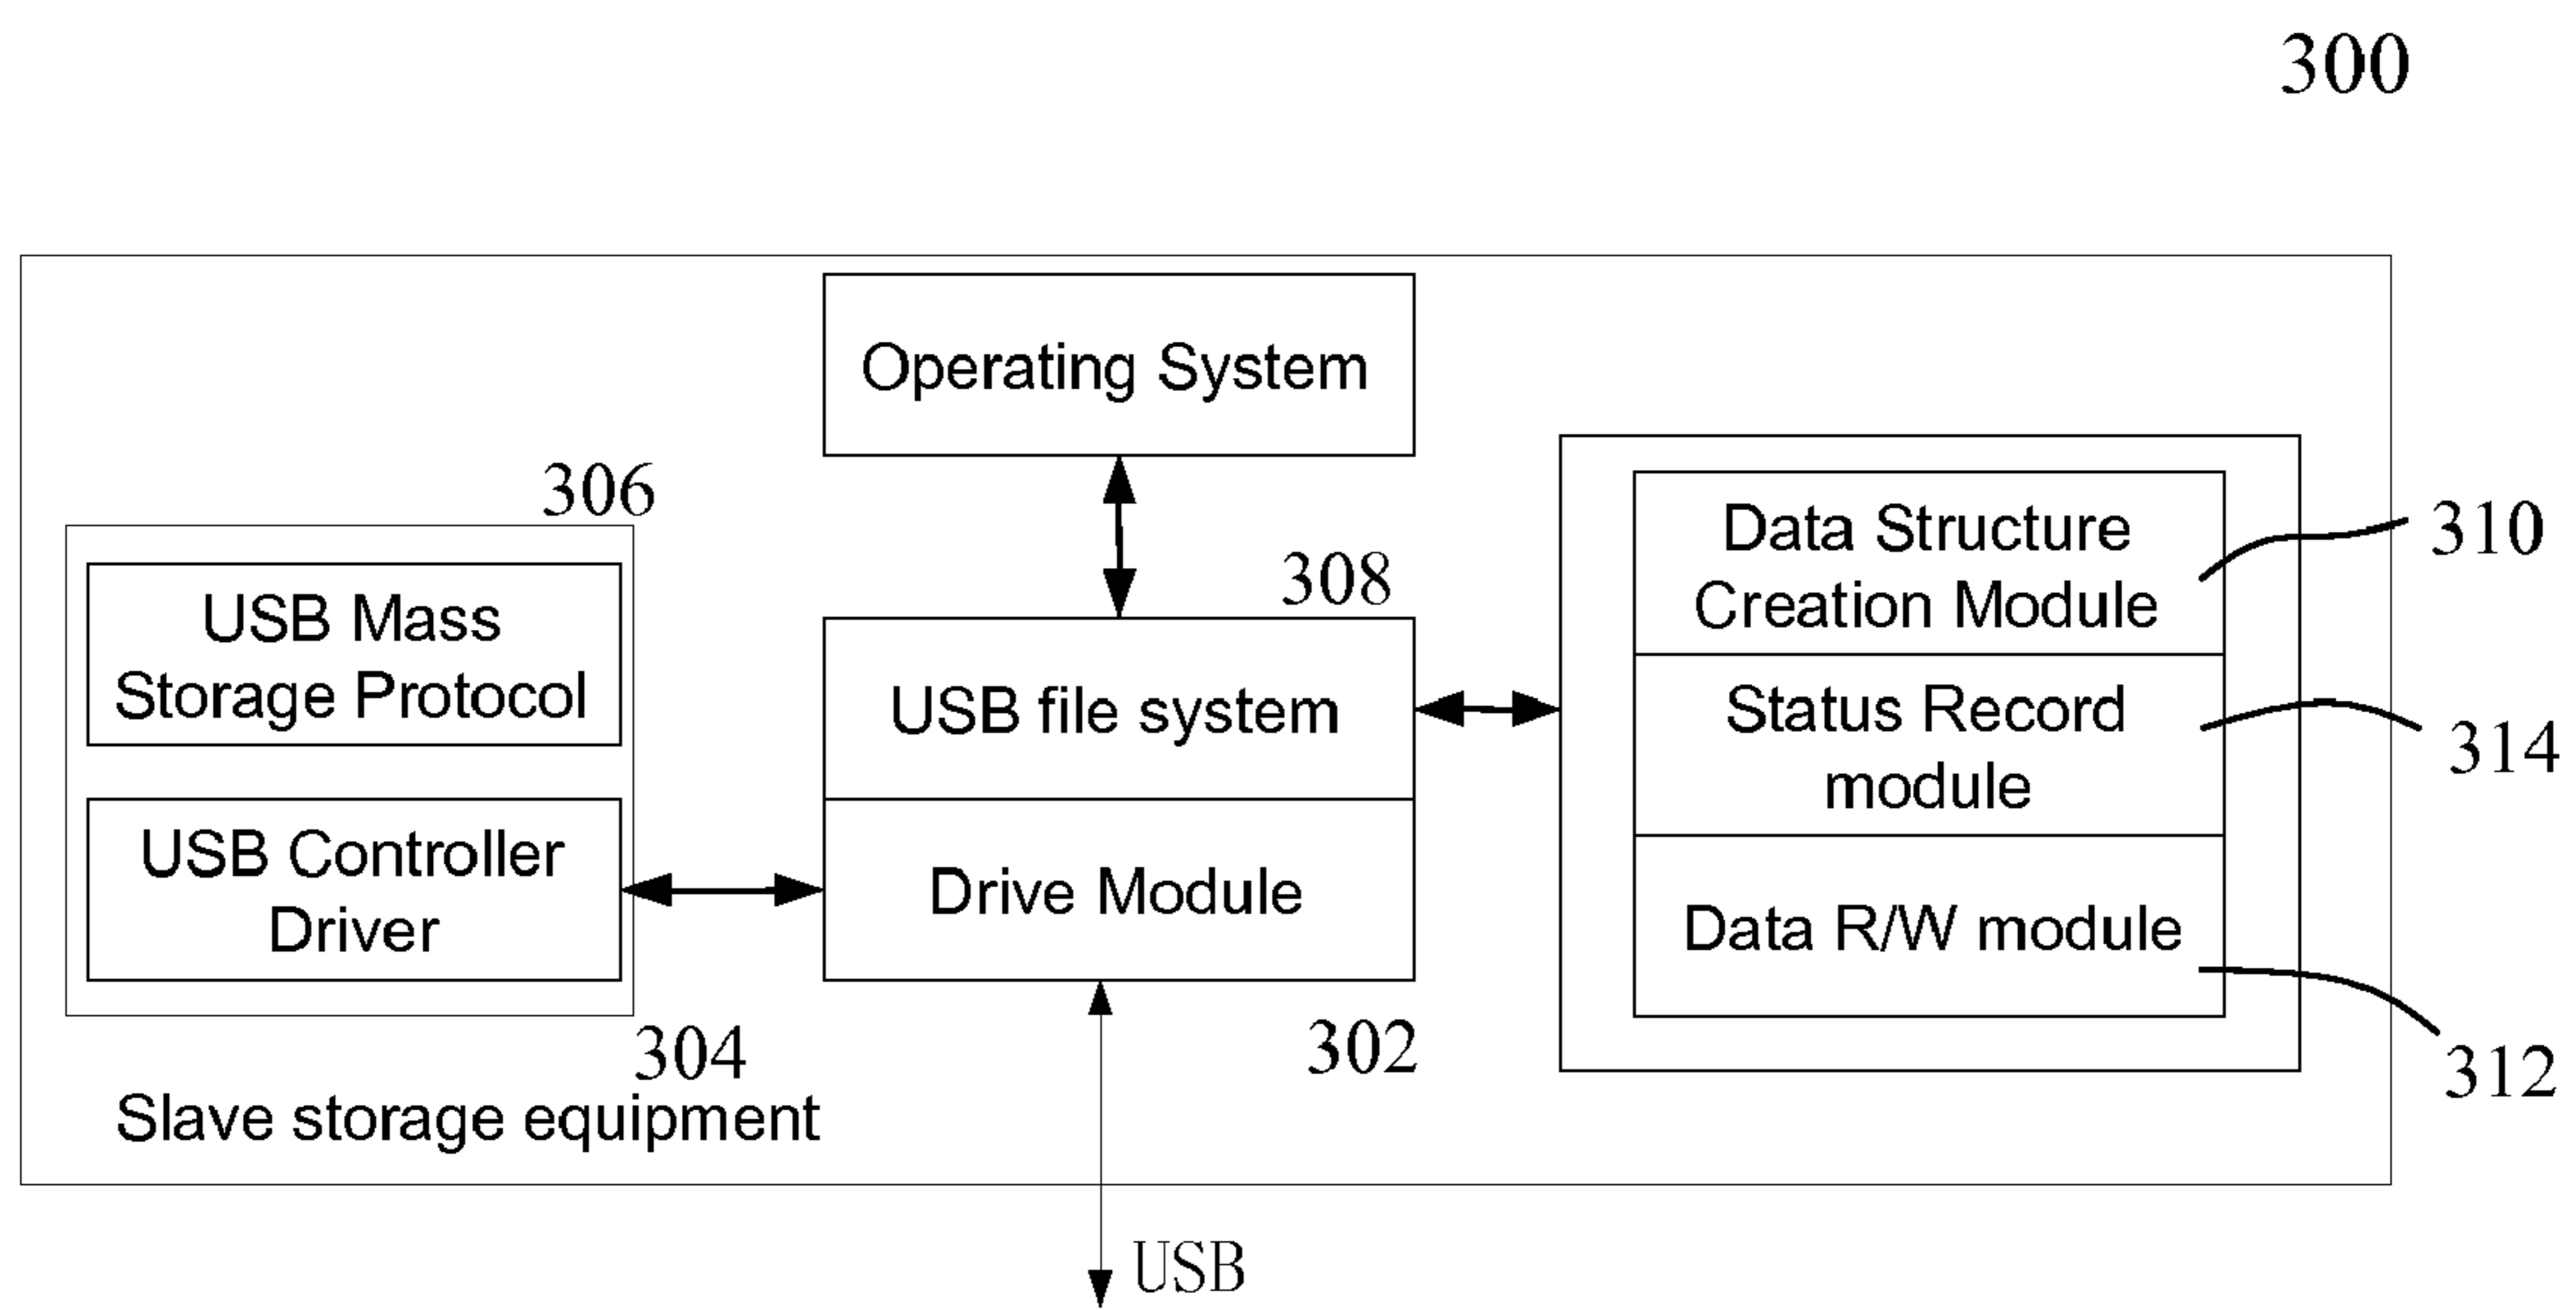 300
Operating System
306
USB Mass
Storage Protocol
USB Controller
Driver
304
308
USB file system
Drive Module
302
Data Structure
Creation Module
310
Status Record
module
314
Data R/W module
312
Slave storage equipment
USB